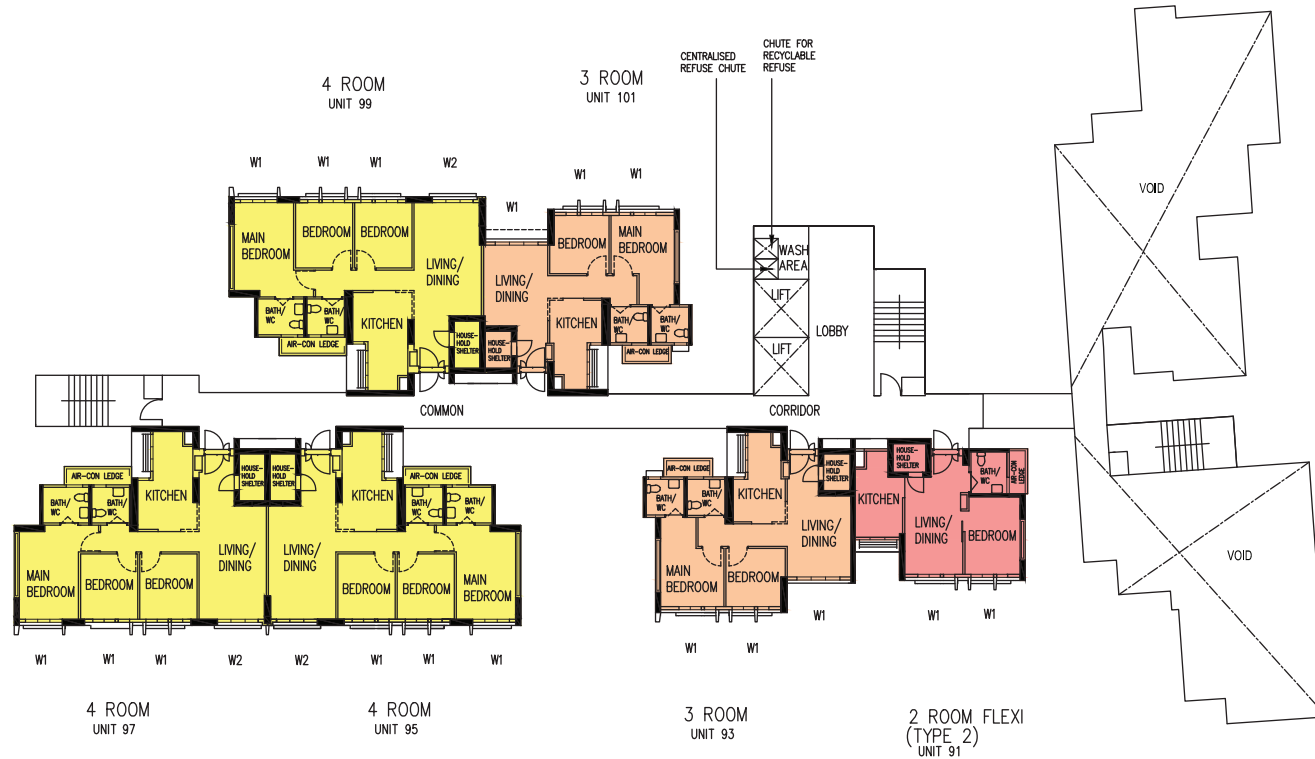 CENTRALISED
REFUSE CHUTE
CHUTE FOR
RECYCLABLE
REFUSE
4 ROOM
UNIT 99
3 ROOM
UNIT 101
W1
W1
W1
W2
W1
W1
W1
MAIN
BEDROOM
BEDROOM
BEDROOM
LIVING/
DINING
BATH/
WC
BATH/
WC
KITCHEN
AIR-CON LEDGE
HOUSE-
HOLD
SHELTER
HOUSE-
HOLD
SHELTER
LIVING/
DINING
BEDROOM
MAIN
BEDROOM
KITCHEN
BATH/
WC
BATH/
WC
AIR-CON LEDGE
WASH
AREA
LIFT
LIFT
LOBBY
VOID
COMMON
CORRIDOR
AIR-CON LEDGE
BATH/
WC
BATH/
WC
KITCHEN
HOUSE-
HOLD
SHELTER
HOUSE-
HOLD
SHELTER
KITCHEN
AIR-CON LEDGE
BATH/
WC
BATH/
WC
MAIN
BEDROOM
BEDROOM
BEDROOM
LIVING/
DINING
LIVING/
DINING
BEDROOM
BEDROOM
MAIN
BEDROOM
AIR-CON LEDGE
BATH/
WC
BATH/
WC
KITCHEN
HOUSE-
HOLD
SHELTER
LIVING/
DINING
MAIN
BEDROOM
BEDROOM
KITCHEN
HOUSE-
HOLD
SHELTER
BATH/
WC
AIR-CON
LEDGE
LIVING/
DINING
BEDROOM
VOID
W1
W1
W1
W2
W2
W1
W1
W1
W1
W1
W1
W1
W1
4 ROOM
UNIT 97
4 ROOM
UNIT 95
3 ROOM
UNIT 93
2 ROOM FLEXI
(TYPE 2)
UNIT 91